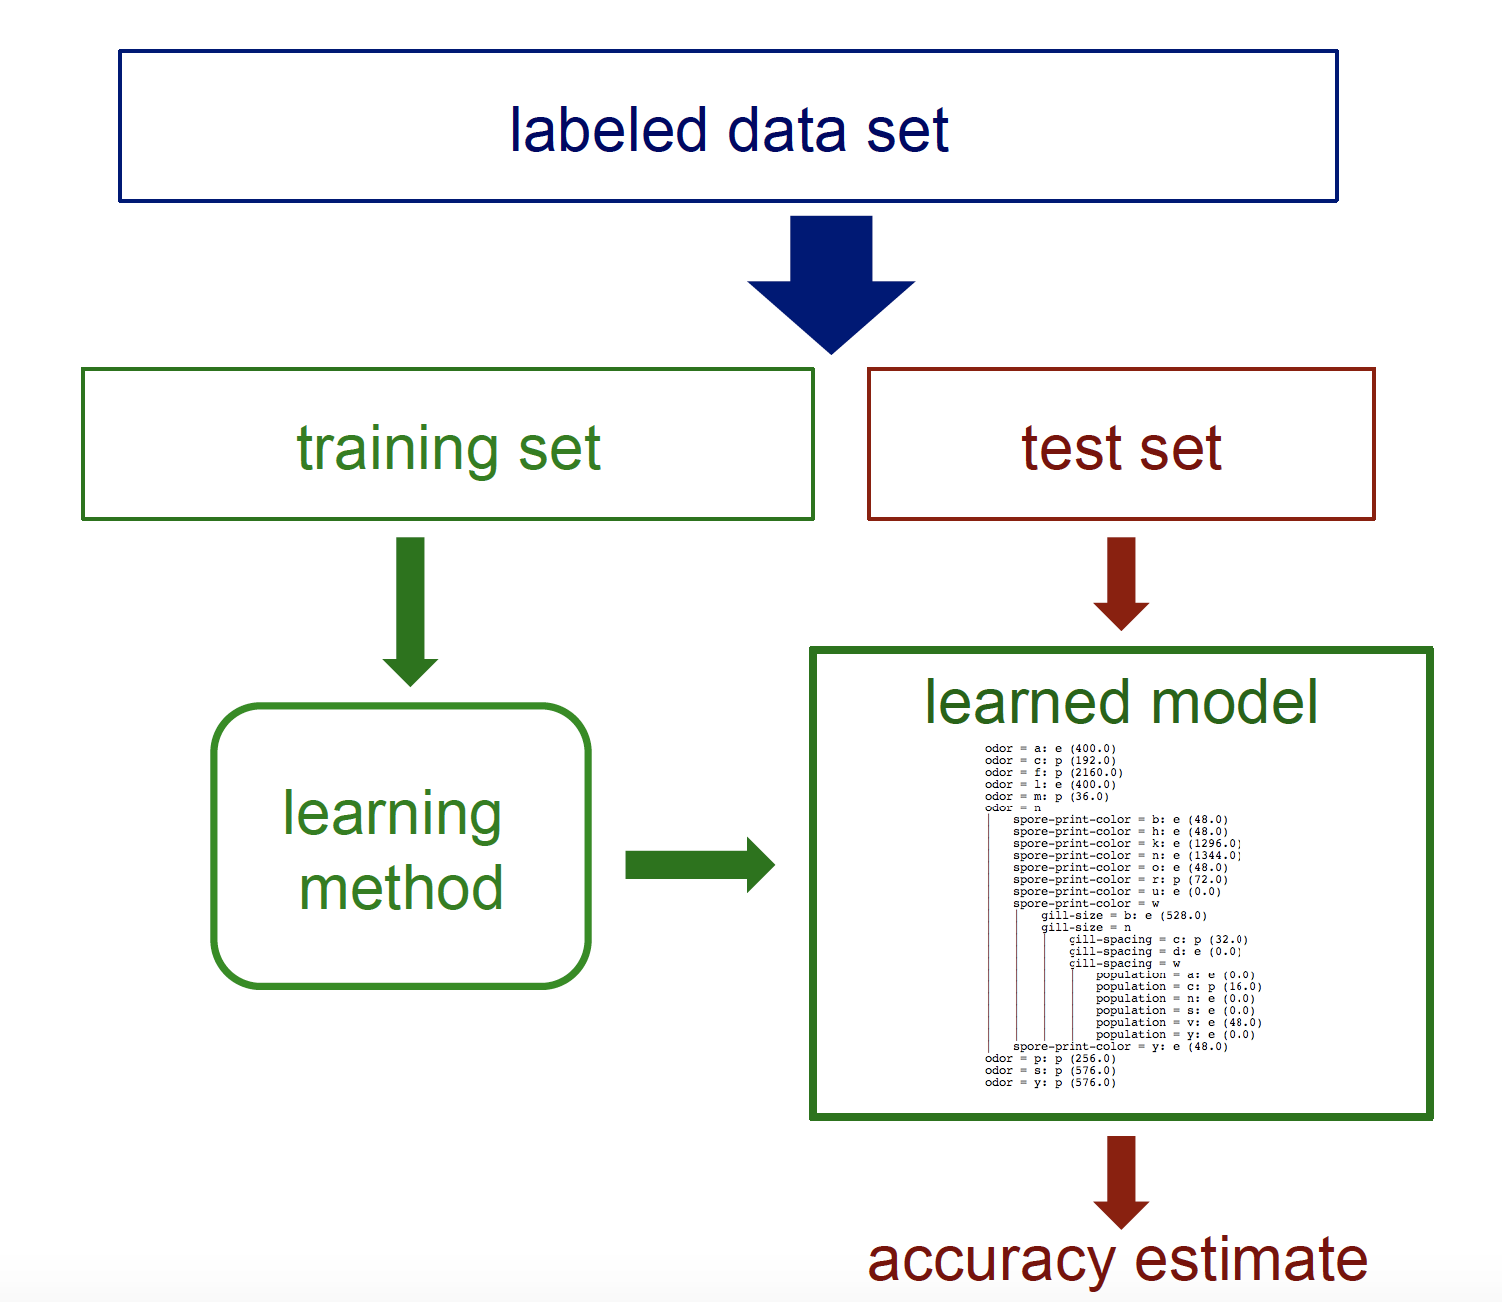 labeled data set
training set
test set
learning
method
learned model
odor = a: e (400.0)
odor = c: p (192.0)
odor = f: p (2160.0)
odor = l: e (400.0)
odor = m: p (36.0)
odor = n
| spore-print-color = b: e (48.0)
| spore-print-color = h: e (48.0)
| spore-print-color = k: e (1296.0)
| spore-print-color = n: e (1344.0)
| spore-print-color = o: e (48.0)
| spore-print-color = r: p (72.0)
| spore-print-color = u: e (0.0)
| spore-print-color = w
| | gill-size = b: e (528.0)
| | gill-size = n
| | | gill-spacing = c: p (32.0)
| | | gill-spacing = d: e (0.0)
| | | gill-spacing = w
| | | | population = a: e (0.0)
| | | | population = c: p (16.0)
| | | | population = n: e (0.0)
| | | | population = s: e (0.0)
| | | | population = v: e (48.0)
| | | | population = y: e (0.0)
| spore-print-color = y: e (48.0)
odor = p: p (256.0)
odor = s: p (576.0)
odor = y: p (576.0)
accuracy estimate